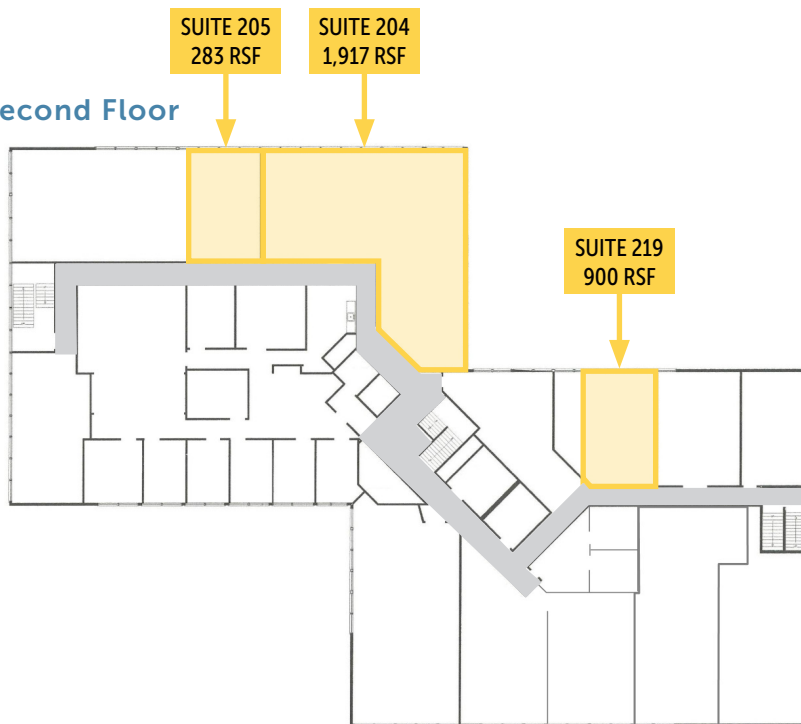 SUITE 205
283 RSF
SUITE 204
1,917 RSF
econd Floor
SUITE 219
900 RSF